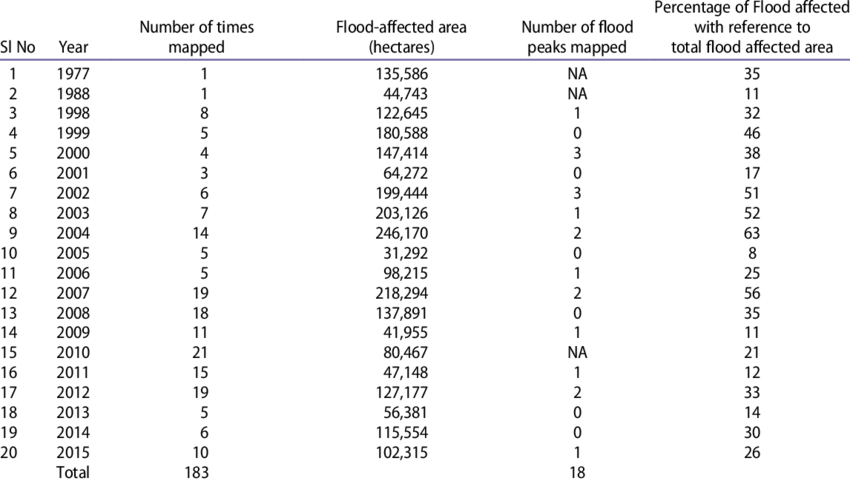 Sl No Year Number of times mapped Flood-affected area (hectares) Number of flood peaks mapped Percentage of Flood affected with reference to total flood affected area
1 1977 1 135,586 NA 35
2 1988 1 44,743 NA 11
3 1998 8 122,645 1 32
4 1999 5 180,588 0 46
5 2000 4 147,414 3 38
6 2001 3 64,272 0 17
7 2002 6 199,444 3 51
8 2003 7 203,126 1 52
9 2004 14 246,170 2 63
10 2005 5 31,292 0 8
11 2006 5 98,215 1 25
12 2007 19 218,294 2 56
13 2008 18 137,891 0 35
14 2009 11 41,955 1 11
15 2010 21 80,467 NA 21
16 2011 15 47,148 1 12
17 2012 19 127,177 2 33
18 2013 5 56,381 0 14
19 2014 6 115,554 0 30
20 2015 10 102,315 1 26
Total 183 18